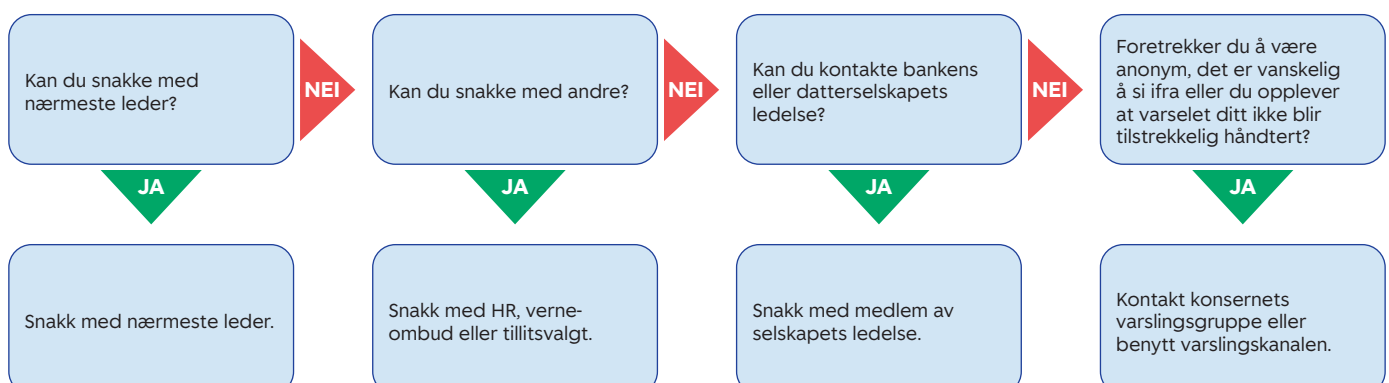 Kan du snakke med
nærmeste leder?
NEI
Kan du snakke med andre?
NEI
Kan du kontakte bankens
eller datterselskapets
ledelse?
NEI
Foretrekker du å være
anonym, det er vanskelig
å si ifra eller du opplever
at varselet ditt ikke blir
tilstrekkelig håndtert?
JA
JA
JA
JA
Snakk med nærmeste leder.
Snakk med HR, verne-
ombud eller tillitsvalgt.
Snakk med medlem av
selskapets ledelse.
Kontakt konsernets
varslingsgruppe eller
benytt varslingskanalen.